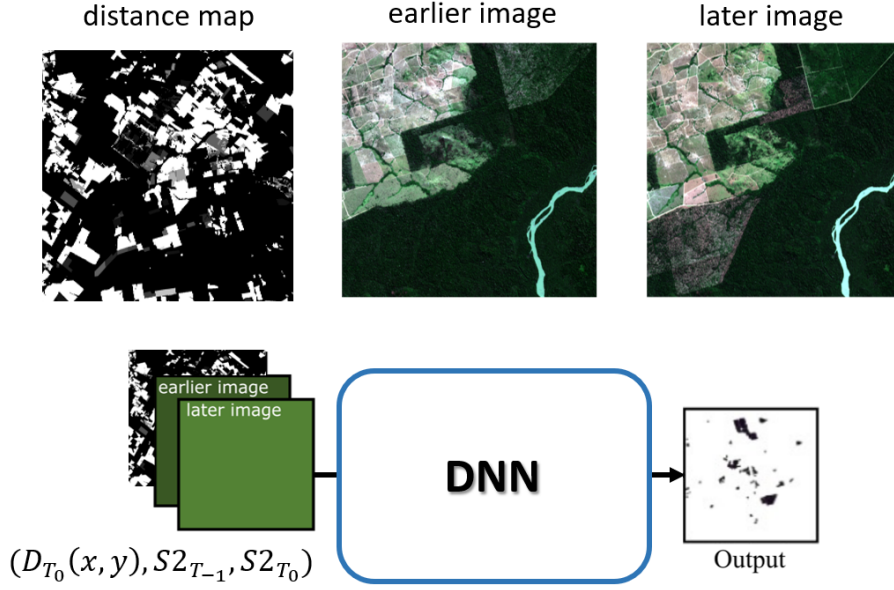 distance map
earlier image
later image
earlier image
later image
DNN
Output
(D_{T_0}(x, y), S2_{T_{-1}}, S2_{T_0})